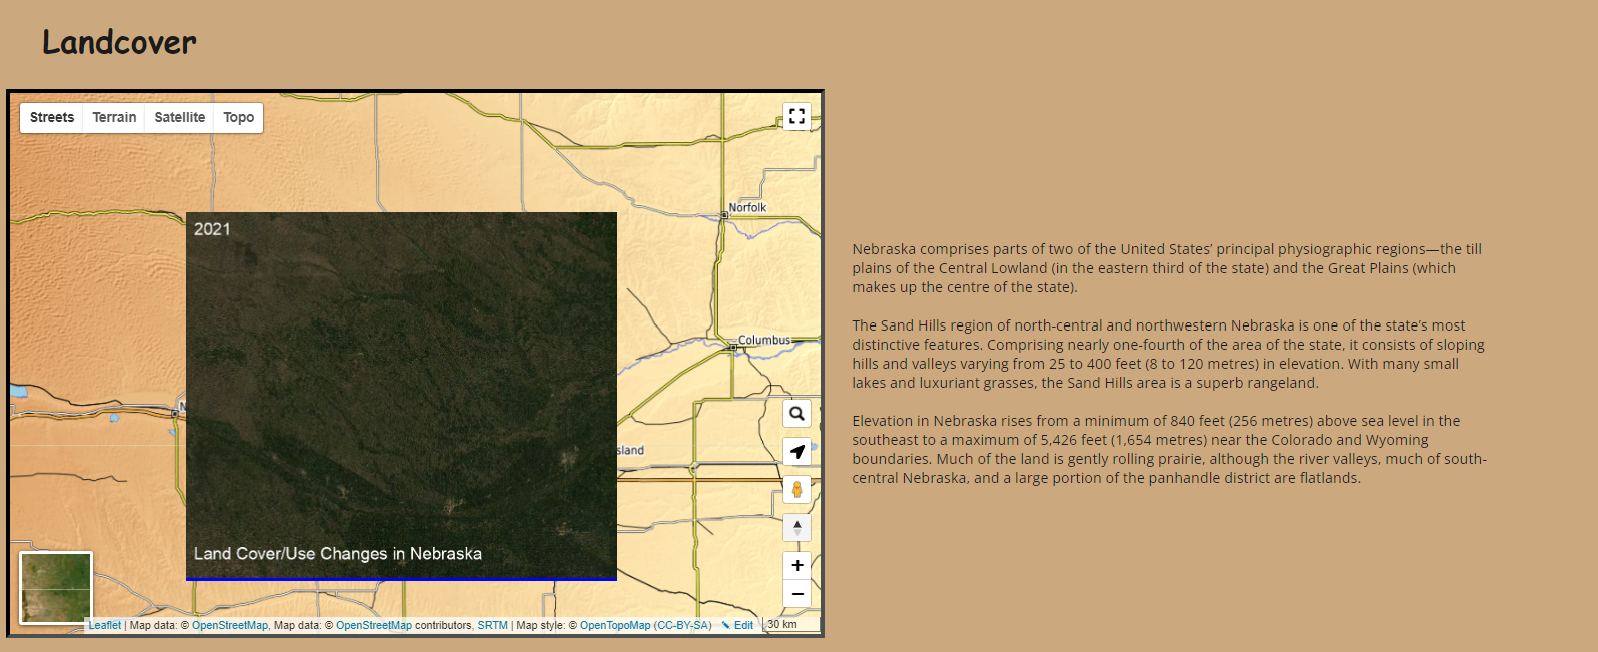 Landcover
Streets Terrain Satellite Topo
Norfolk
2021
Columbus
N
sland
Land Cover/Use Changes in Nebraska
Leaflet | Map data: © OpenStreetMap, Map data: © OpenStreetMap contributors, SRTM | Map style: © OpenTopoMap (CC-BY-SA) Edit 30 km
Nebraska comprises parts of two of the United States’ principal physiographic regions—the till
plains of the Central Lowland (in the eastern third of the state) and the Great Plains (which
makes up the centre of the state).
The Sand Hills region of north-central and northwestern Nebraska is one of the state’s most
distinctive features. Comprising nearly one-fourth of the area of the state, it consists of sloping
hills and valleys varying from 25 to 400 feet (8 to 120 metres) in elevation. With many small
lakes and luxuriant grasses, the Sand Hills area is a superb rangeland.
Elevation in Nebraska rises from a minimum of 840 feet (256 metres) above sea level in the
southeast to a maximum of 5,426 feet (1,654 metres) near the Colorado and Wyoming
boundaries. Much of the land is gently rolling prairie, although the river valleys, much of south-
central Nebraska, and a large portion of the panhandle district are flatlands.